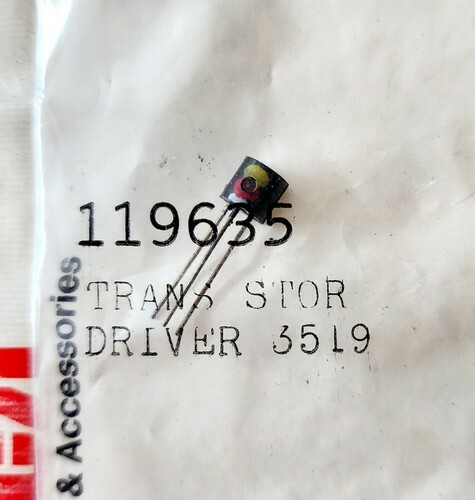 119635
TRANS STOR
DRIVER 3519
& Accessories